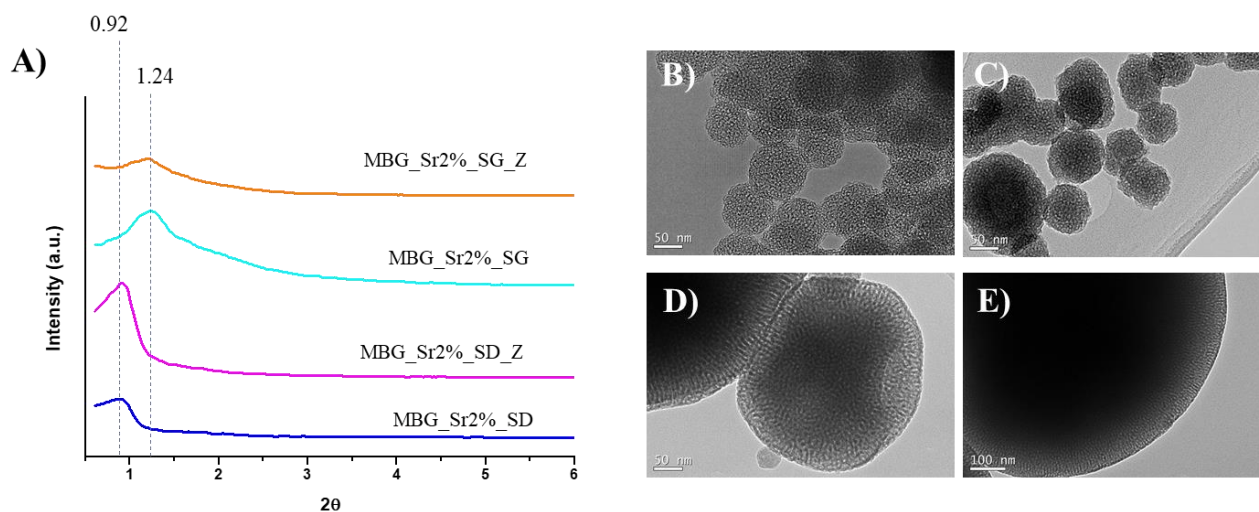 0.92
A)
1.24
MBG_Sr2%_SG_Z
MBG_Sr2%_SG
MBG_Sr2%_SD_Z
MBG_Sr2%_SD
Intensity (a.u.)
1 2 3 4 5 6
2θ
B)
50 nm
C)
50 nm
D)
50 nm
E)
100 nm